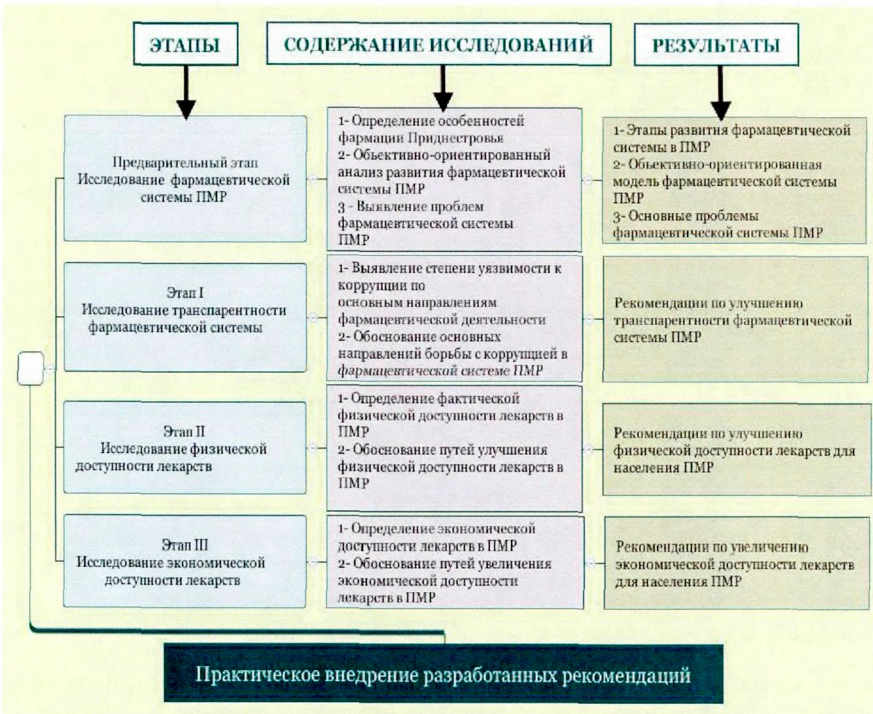 ЭТАПЫ
СОДЕРЖАНИЕ ИССЛЕДОВАНИЙ
РЕЗУЛЬТАТЫ
Предварительный этап
Исследование фармацевтической
системы ПМР
1- Определение особенностей
фармации Приднестровья
2- Обьективно-ориентированный
анализ развития фармацевтической
системы ПМР
3 - Выявление проблем
фармацевтической системы
ПМР
1- Этапы развития фармацевтической
системы в ПМР
2- Обьективно-ориентированная
модель фармацевтической системы
ПМР
3- Основные проблемы
фармацевтической системы ПМР
Этап I
Исследование транспарентности
фармацевтической системы
1- Выявление степени уязвимости к
коррупции по
основным направлениям
фармацевтической деятельности
2- Обоснование основных
направлений борьбы с коррупцией в
фармацевтической системе ПМР
Рекомендации по улучшению
транспарентности фармацевтической
системы ПМР
Этап II
Исследование физической
доступности лекарств
1- Определение фактической
физической доступности лекарств в
ПМР
2- Обоснование путей улучшения
физической доступности лекарств в
ПМР
Рекомендации по улучшению
физической доступности лекарств для
населения ПМР
Этап III
Исследование экономической
доступности лекарств
1- Определение экономической
доступности лекарств в ПМР
2- Обоснование путей увеличения
экономической доступности
лекарств в ПМР
Рекомендации по увеличению
экономической доступности лекарств
для населения ПМР
Практическое внедрение разработанных рекомендаций